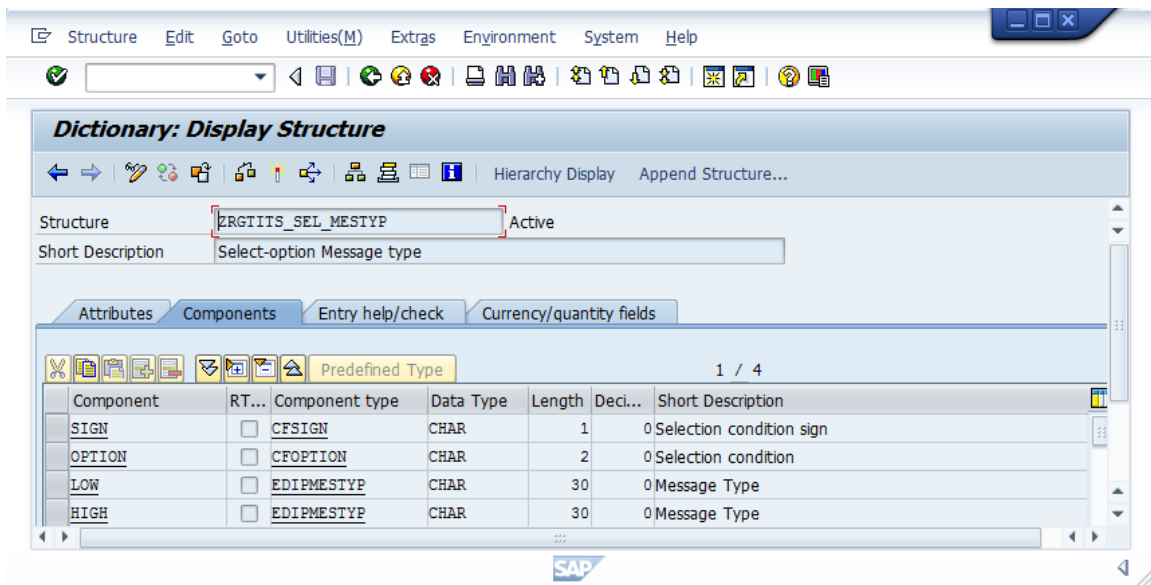 Structure Edit Goto Utilities(M) Extras Environment System Help
Dictionary: Display Structure
Hierarchy Display Append Structure...
Structure ZRGTITS_SEL_MESTYP Active
Short Description Select-option Message type
Attributes Components Entry help/check Currency/quantity fields
Predefined Type 1 / 4
Component RT... Component type Data Type Length Deci... Short Description
SIGN CFSIGN CHAR 1 0 Selection condition sign
OPTION CFOPTION CHAR 2 0 Selection condition
LOW EDIPMESTYP CHAR 30 0 Message Type
HIGH EDIPMESTYP CHAR 30 0 Message Type
SAP